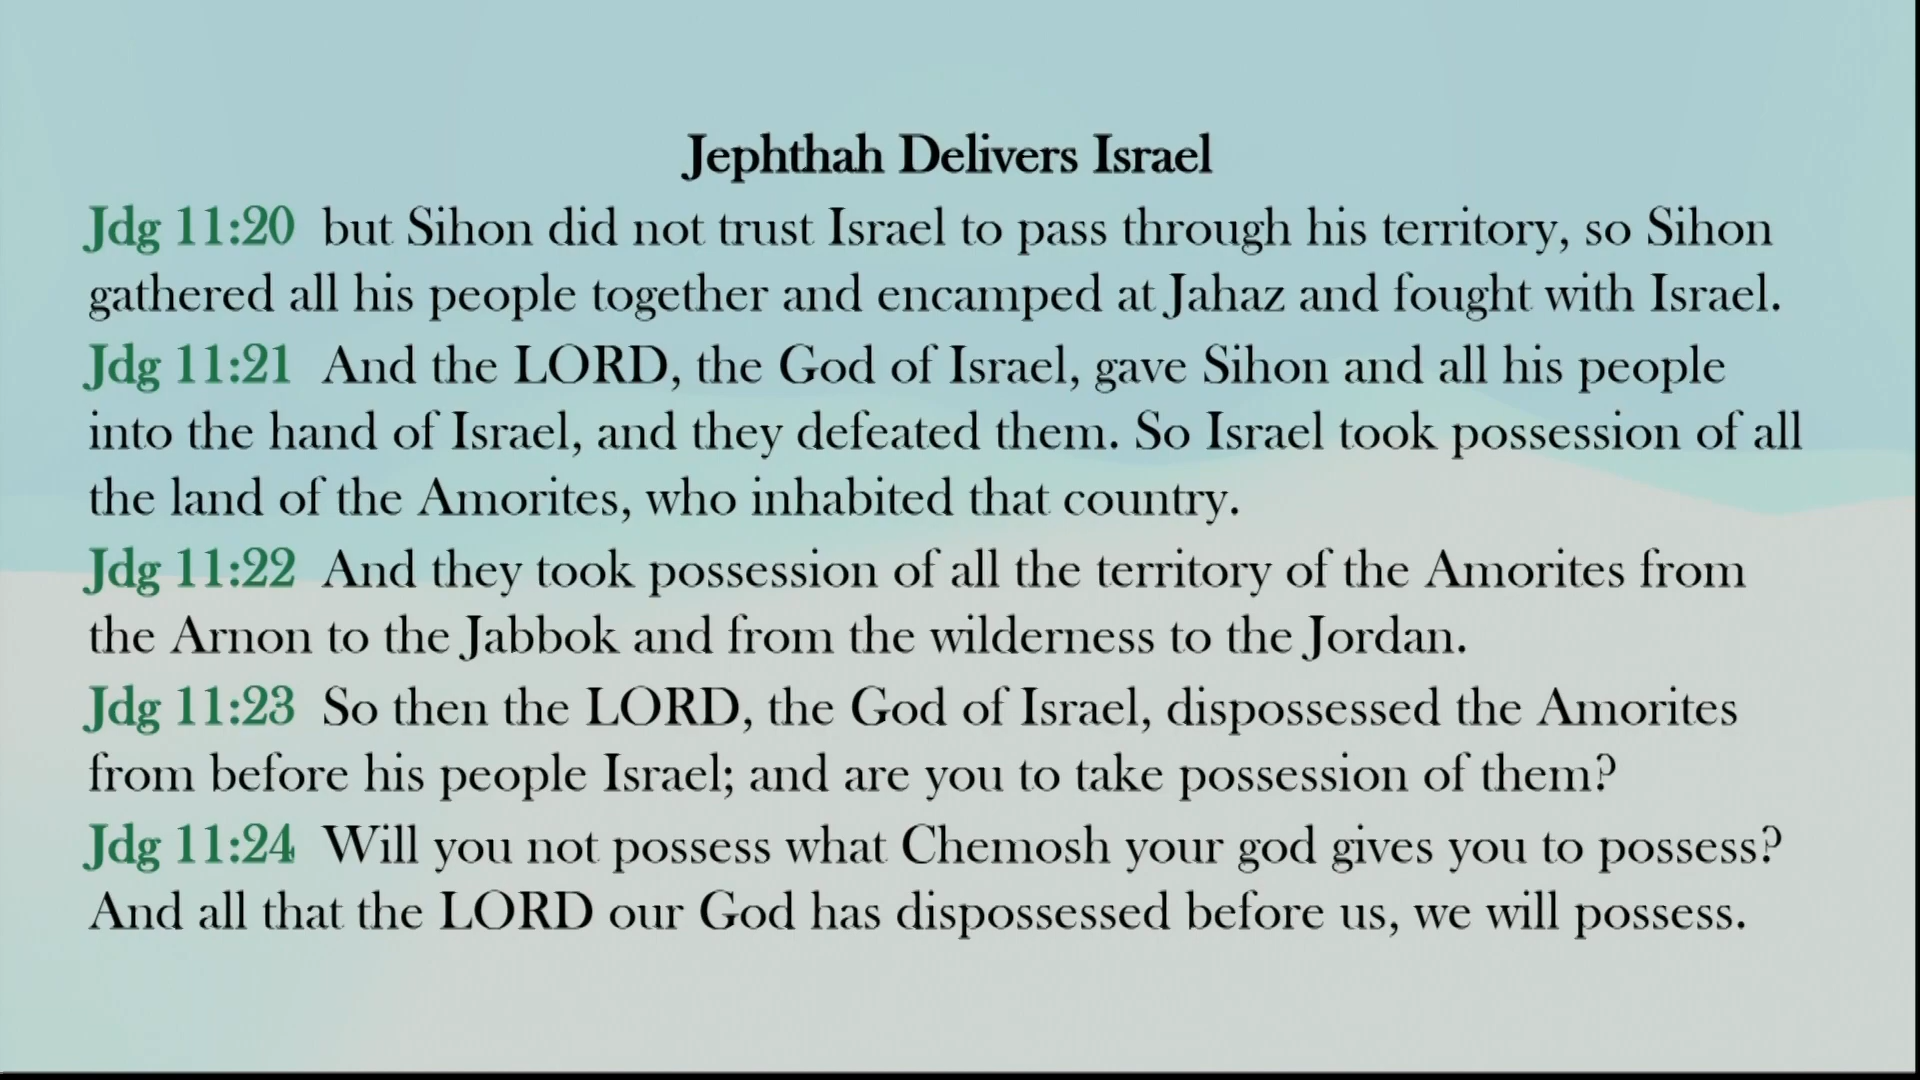 Jephthah Delivers Israel
Jdg 11:20 but Sihon did not trust Israel to pass through his territory, so Sihon
gathered all his people together and encamped at Jahaz and fought with Israel.
Jdg 11:21 And the LORD, the God of Israel, gave Sihon and all his people
into the hand of Israel, and they defeated them. So Israel took possession of all
the land of the Amorites, who inhabited that country.
Jdg 11:22 And they took possession of all the territory of the Amorites from
the Arnon to the Jabbok and from the wilderness to the Jordan.
Jdg 11:23 So then the LORD, the God of Israel, dispossessed the Amorites
from before his people Israel; and are you to take possession of them?
Jdg 11:24 Will you not possess what Chemosh your god gives you to possess?
And all that the LORD our God has dispossessed before us, we will possess.